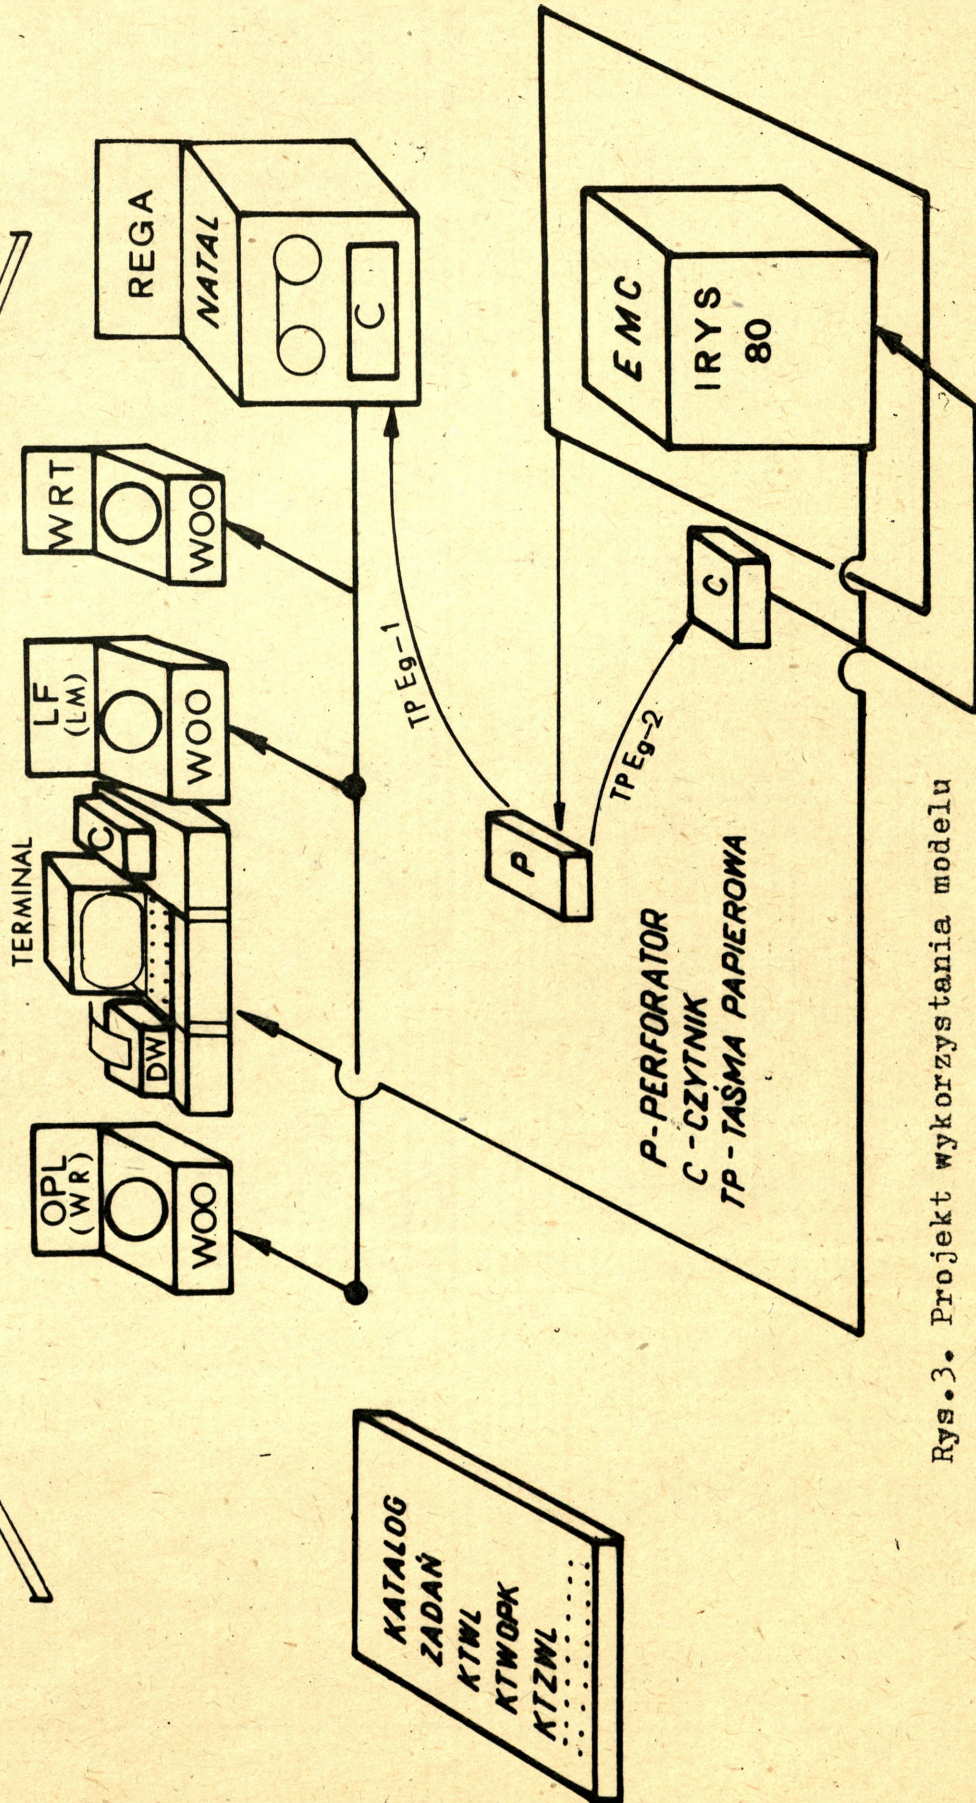 OPL
(WR)
WOO
TERMINAL
DW
C
LF
(LM)
WOO
WRT
WOO
REGA
NATAL
C
TP Eg-1
KATALOG
ZADAŃ
KTWL
KTWOPK
KTZWL
P
TP Eg-2
C
EMC
IRYS
80
P-PERFORATOR
C-CZYTNIK
TP-TAŚMA PAPIEROWA
Rys.3. Projekt wykorzystania modelu